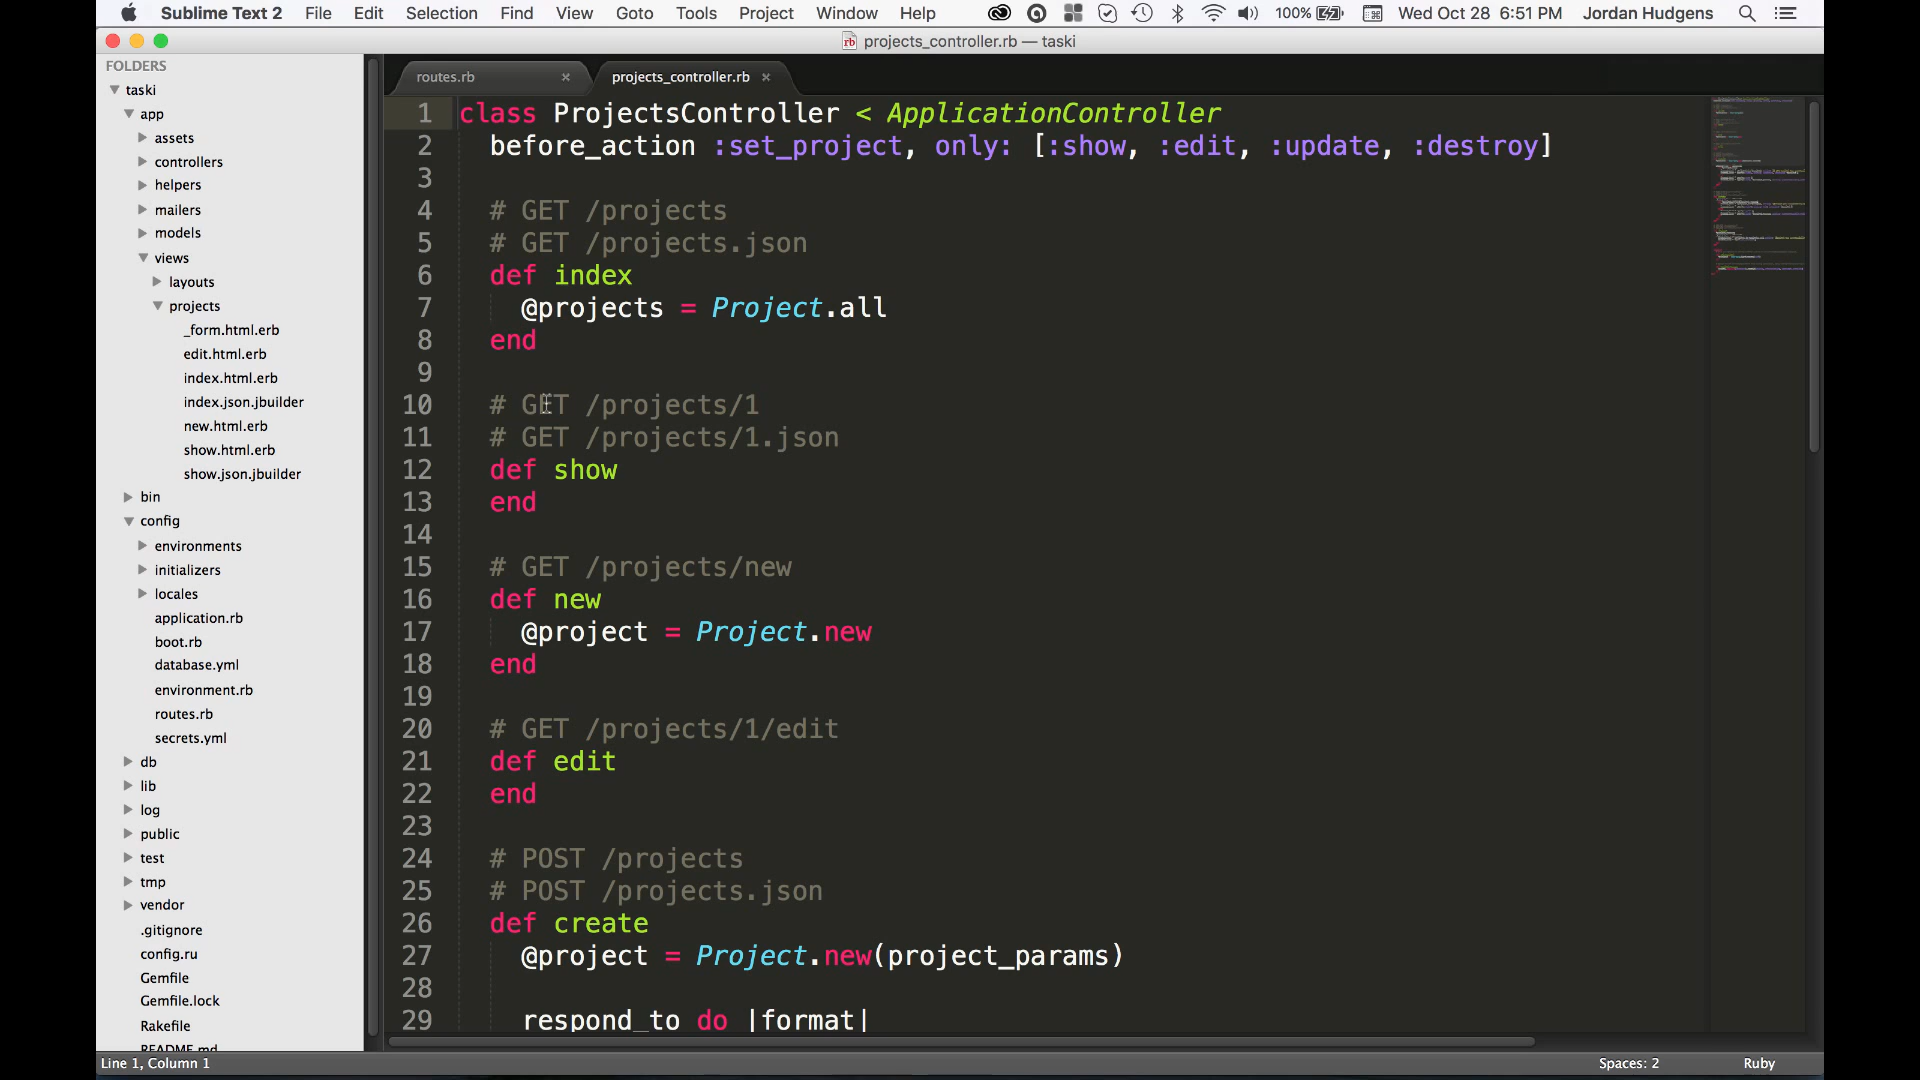 Sublime Text 2 File Edit Selection Find View Goto Tools Project Window Help 100% Wed Oct 28 6:51 PM Jordan Hudgens
projects_controller.rb — taski
FOLDERS
taski
app
assets
controllers
helpers
mailers
models
views
layouts
projects
_form.html.erb
edit.html.erb
index.html.erb
index.json.jbuilder
new.html.erb
show.html.erb
show.json.jbuilder
bin
config
environments
initializers
locales
application.rb
boot.rb
database.yml
environment.rb
routes.rb
secrets.yml
db
lib
log
public
test
tmp
vendor
.gitignore
config.ru
Gemfile
Gemfile.lock
Rakefile
README.md
routes.rb × projects_controller.rb ×
1 class ProjectsController < ApplicationController
2 before_action :set_project, only: [:show, :edit, :update, :destroy]
3
4 # GET /projects
5 # GET /projects.json
6 def index
7 @projects = Project.all
8 end
9
10 # GET /projects/1
11 # GET /projects/1.json
12 def show
13 end
14
15 # GET /projects/new
16 def new
17 @project = Project.new
18 end
19
20 # GET /projects/1/edit
21 def edit
22 end
23
24 # POST /projects
25 # POST /projects.json
26 def create
27 @project = Project.new(project_params)
28
29 respond_to do |format|
Line 1, Column 1 Spaces: 2 Ruby